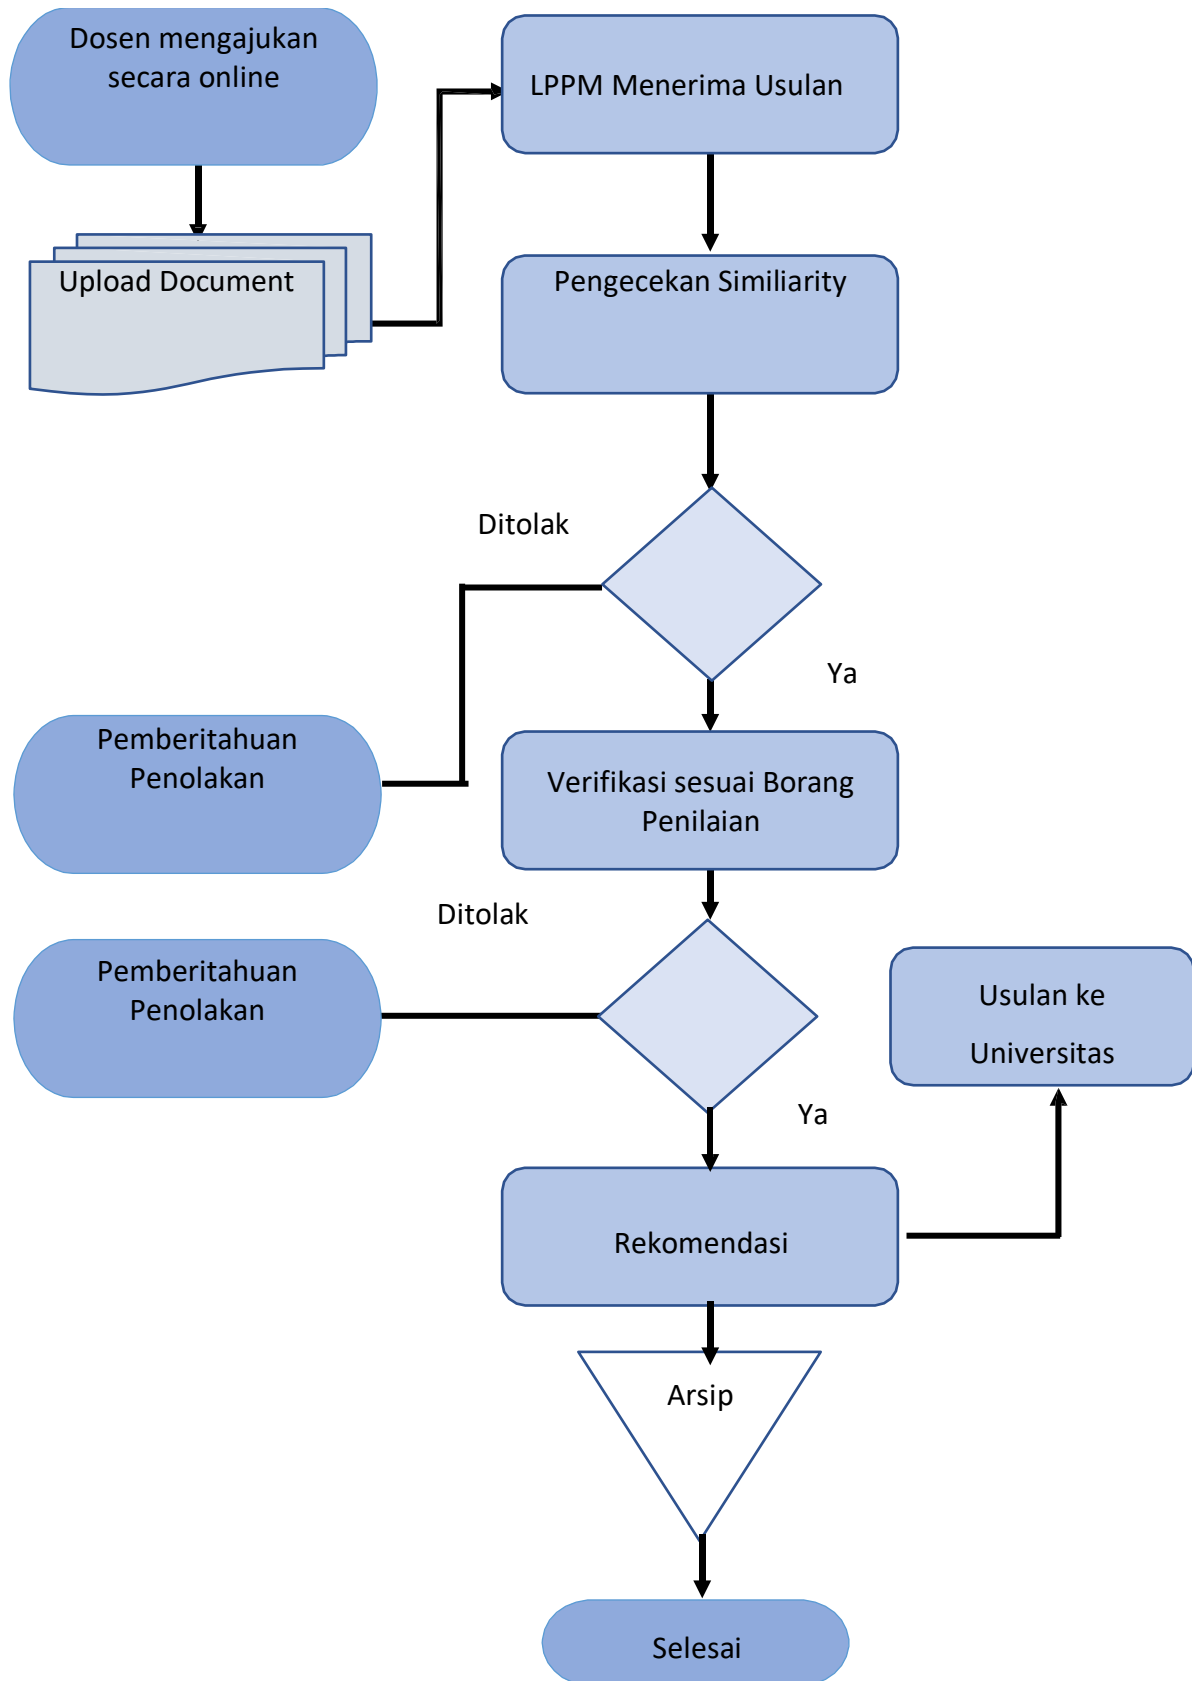 Dosen mengajukan
secara online
LPPM Menerima Usulan
Upload Document
Pengecekan Similiarity
Ditolak
Ya
Pemberitahuan
Penolakan
Verifikasi sesuai Borang
Penilaian
Ditolak
Pemberitahuan
Penolakan
Usulan ke
Universitas
Ya
Rekomendasi
Arsip
Selesai